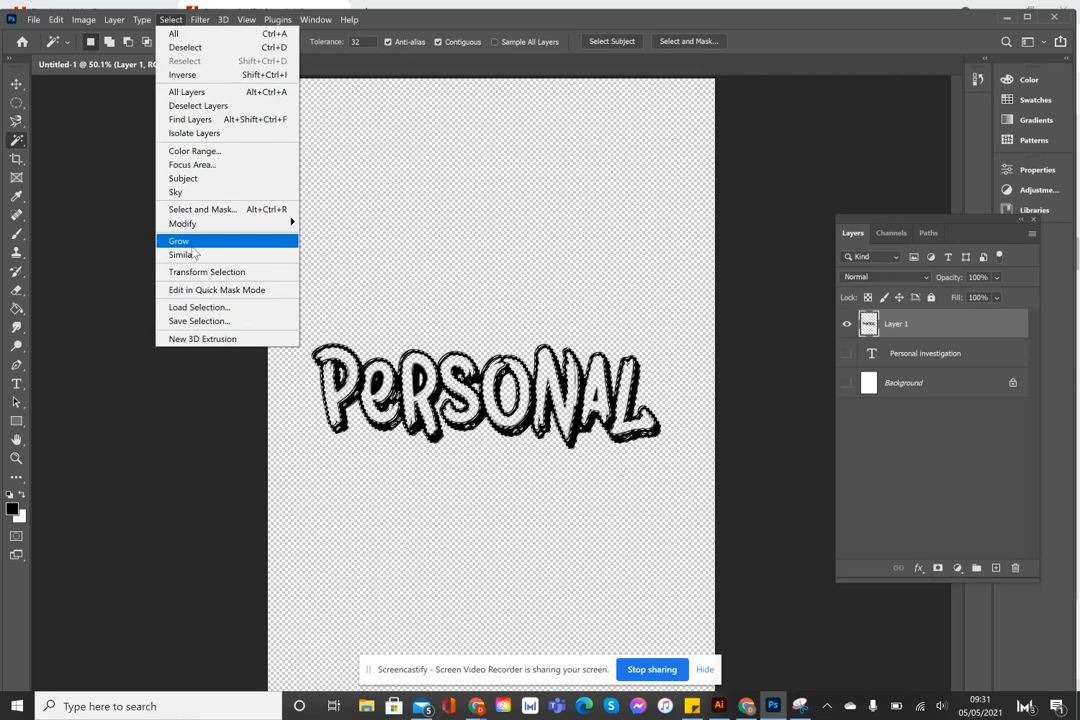 File Edit Image Layer Type Select Filter 3D View Plugins Window Help
Tolerance: 32 Anti-alias Contiguous Sample All Layers Select Subject Select and Mask...
Untitled-1 @ 50.1% (Layer 1, RG
All Ctrl+A
Deselect Ctrl+D
Reselect Shift+Ctrl+D
Inverse Shift+Ctrl+I
All Layers Alt+Ctrl+A
Deselect Layers
Find Layers Alt+Shift+Ctrl+F
Isolate Layers
Color Range...
Focus Area...
Subject
Sky
Select and Mask... Alt+Ctrl+R
Modify
Grow
Similar
Transform Selection
Edit in Quick Mask Mode
Load Selection...
Save Selection...
New 3D Extrusion
PERSONAL
Color
Swatches
Gradients
Patterns
Properties
Adjustme...
Libraries
Layers Channels Paths
Kind
Normal Opacity: 100%
Lock: Fill: 100%
Layer 1
T Personal investigation
Background
fx
Screencastify - Screen Video Recorder is sharing your screen. Stop sharing Hide
Type here to search
09:31
05/05/2021